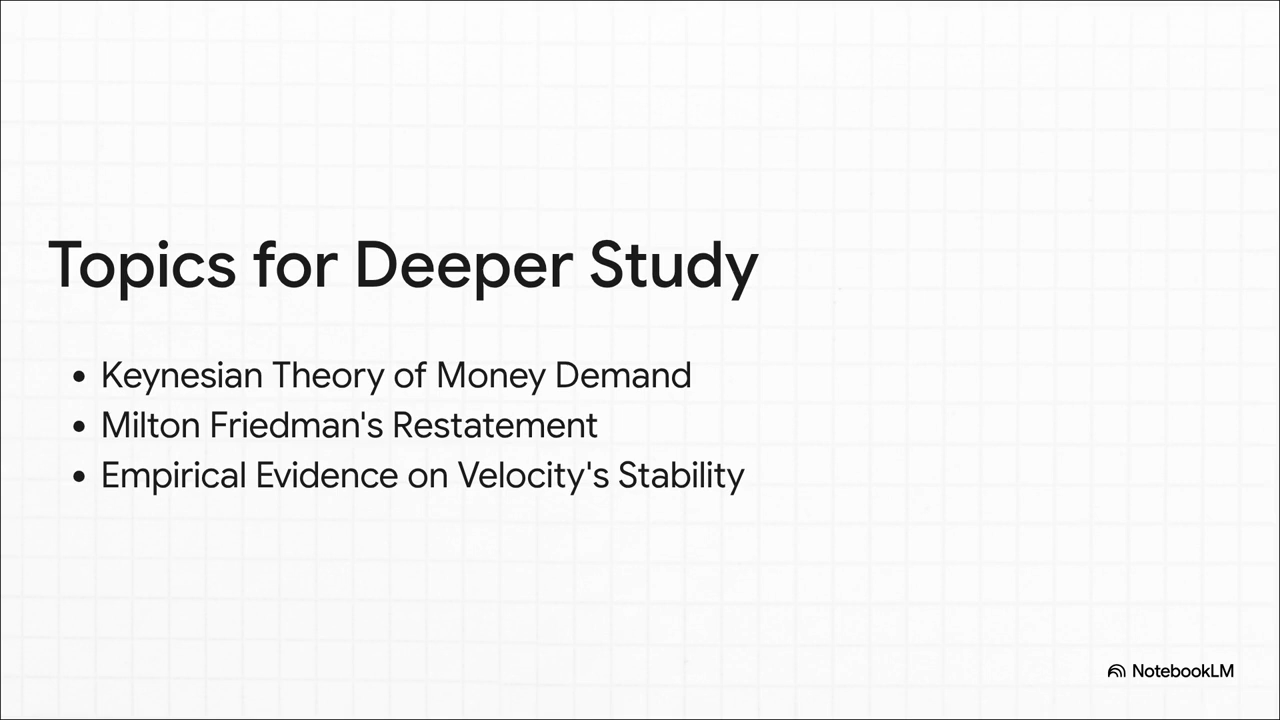 Topics for Deeper Study
• Keynesian Theory of Money Demand
• Milton Friedman's Restatement
• Empirical Evidence on Velocity's Stability
NotebookLM